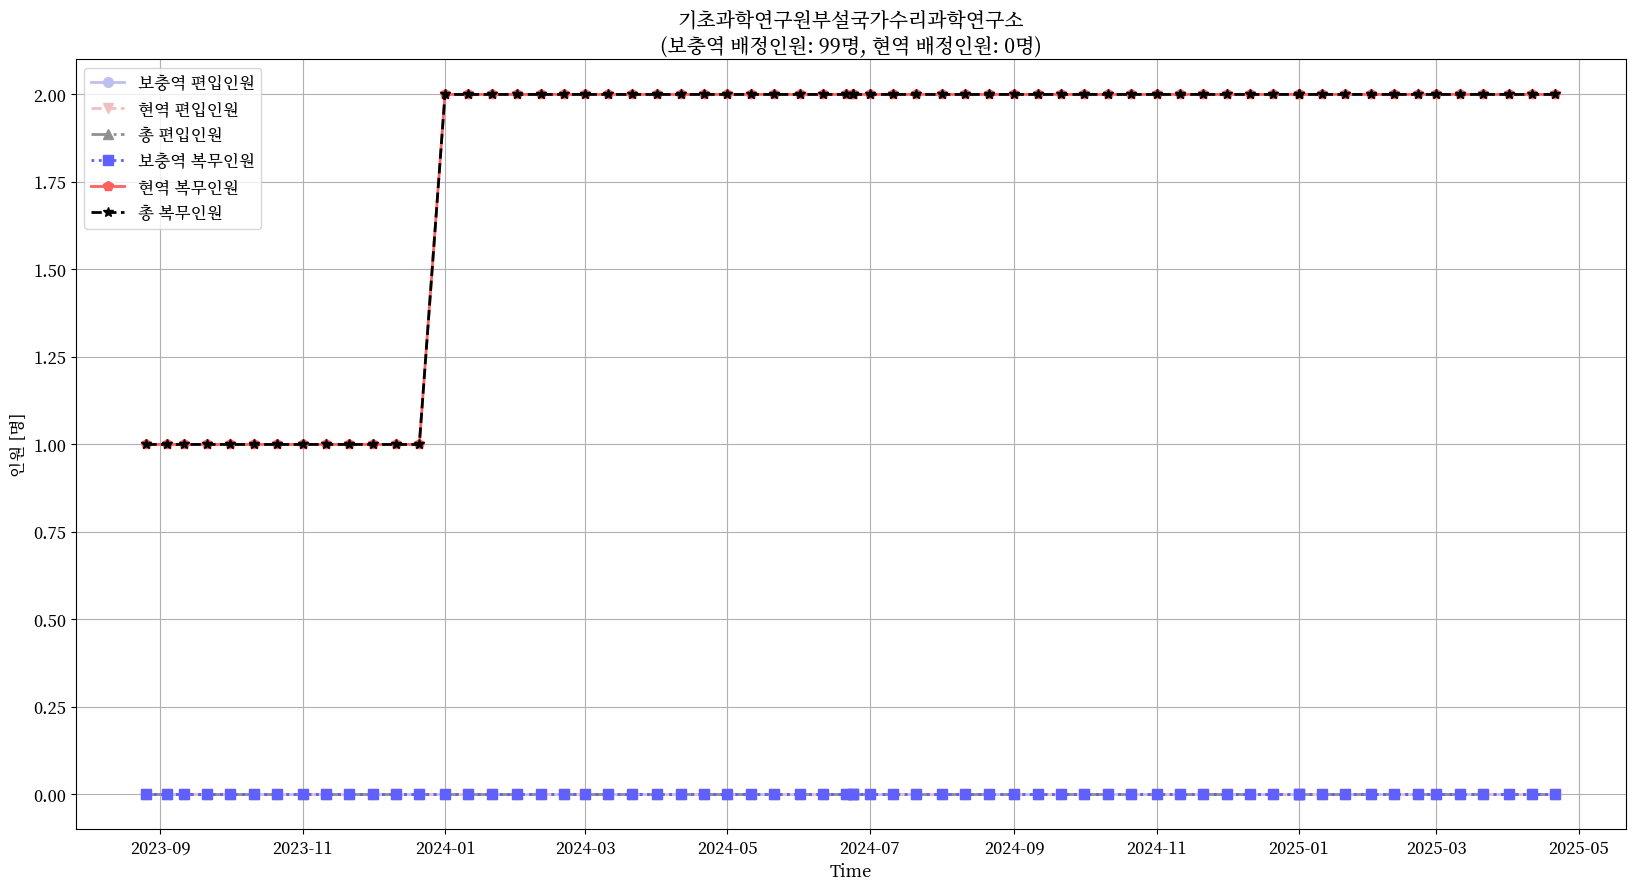 기초과학연구원부설국가수리과학연구소
(보충역 배정인원: 99명, 현역 배정인원: 0명)
보충역 편입인원
현역 편입인원
총 편입인원
보충역 복무인원
현역 복무인원
총 복무인원
2.00
1.75
1.50
1.25
1.00
0.75
0.50
0.25
0.00
인원 [명]
2023-09 2023-11 2024-01 2024-03 2024-05 2024-07 2024-09 2024-11 2025-01 2025-03 2025-05
Time